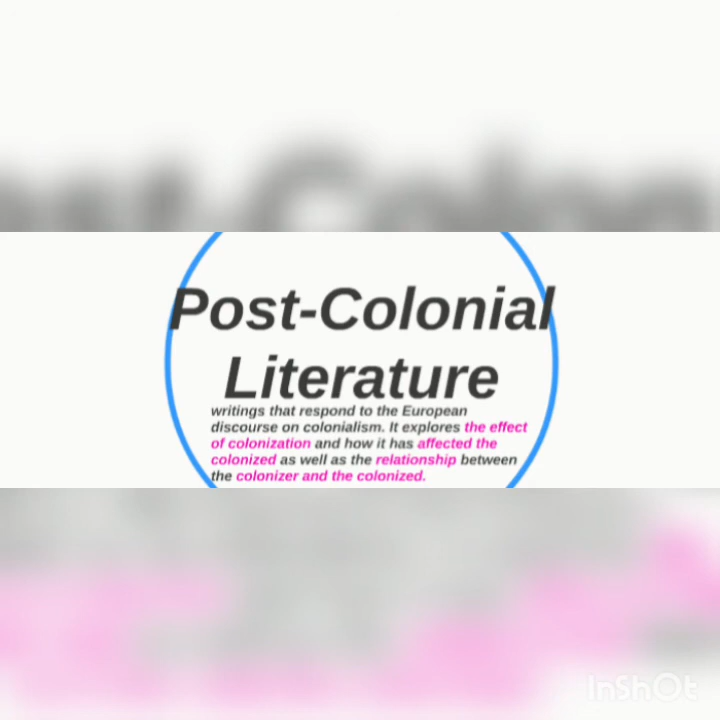 Post-Colonial
Literature
writings that respond to the European
discourse on colonialism. It explores the effect
of colonization and how it has affected the
colonized as well as the relationship between
the colonizer and the colonized.
InShOt